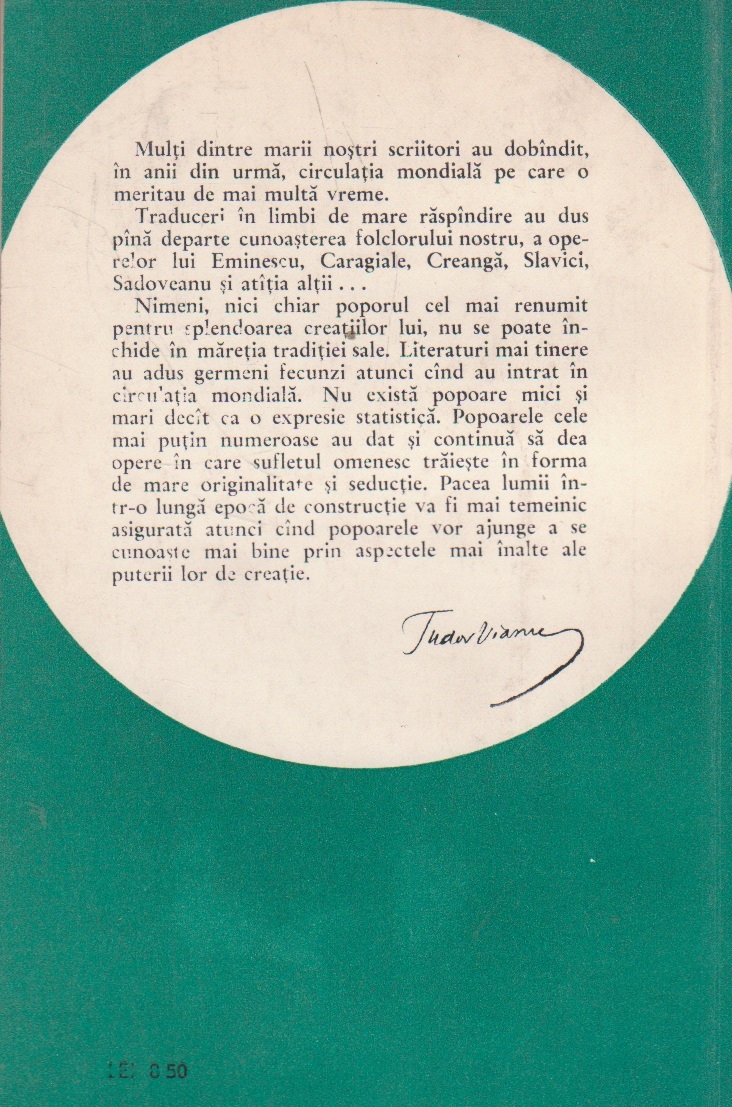 Mulți dintre marii noștri scriitori au dobîndit,
în anii din urmă, circulația mondială pe care o
meritau de mai multă vreme.
Traduceri în limbi de mare răspîndire au dus
pînă departe cunoașterea folclorului nostru, a ope-
relor lui Eminescu, Caragiale, Creangă, Slavici,
Sadoveanu și atîția alții . . .
Nimeni, nici chiar poporul cel mai renumit
pentru splendoarea creațiilor lui, nu se poate în-
chide în măreția tradiției sale. Literaturi mai tinere
au adus germeni fecunzi atunci cînd au intrat în
circulația mondială. Nu există popoare mici și
mari decît ca o expresie statistică. Popoarele cele
mai puțin numeroase au dat și continuă să dea
opere în care sufletul omenesc trăiește în forma
de mare originalitate și seducție. Pacea lumii în-
tr-o lungă epocă de construcție va fi mai temeinic
asigurată atunci cînd popoarele vor ajunge a se
cunoaște mai bine prin aspectele mai înalte ale
puterii lor de creație.
Tudor Vianu
LEI 8 50